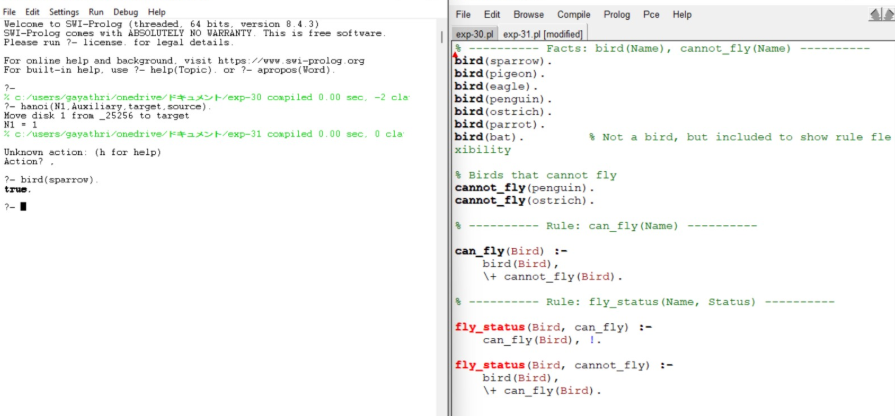 File Edit Settings Run Debug Help
Welcome to SWI-Prolog (threaded, 64 bits, version 8.4.3)
SWI-Prolog comes with ABSOLUTELY NO WARRANTY. This is free software.
Please run ?- license. for legal details.
For online help and background, visit https://www.swi-prolog.org
For built-in help, use ?- help(Topic). or ?- apropos(Word).
?-
% c:/users/gayathri/onedrive/ドキュメント/exp-30 compiled 0.00 sec, -2 cla
?- hanoi(N1,Auxiliary,target,source).
Move disk 1 from _25256 to target
N1 = 1
% c:/users/gayathri/onedrive/ドキュメント/exp-31 compiled 0.00 sec, 0 cla
Unknown action: (h for help)
Action? .
?- bird(sparrow).
true.
?-
File Edit Browse Compile Prolog Pce Help
exp-30.pl exp-31.pl [modified]
% ---------- Facts: bird(Name), cannot_fly(Name) ----------
bird(sparrow).
bird(pigeon).
bird(eagle).
bird(penguin).
bird(ostrich).
bird(parrot).
bird(bat). % Not a bird, but included to show rule fle
xibility
% Birds that cannot fly
cannot_fly(penguin).
cannot_fly(ostrich).
% ---------- Rule: can_fly(Name) ----------
can_fly(Bird) :-
bird(Bird),
\+ cannot_fly(Bird).
% ---------- Rule: fly_status(Name, Status) ----------
fly_status(Bird, can_fly) :-
can_fly(Bird), !.
fly_status(Bird, cannot_fly) :-
bird(Bird),
\+ can_fly(Bird).